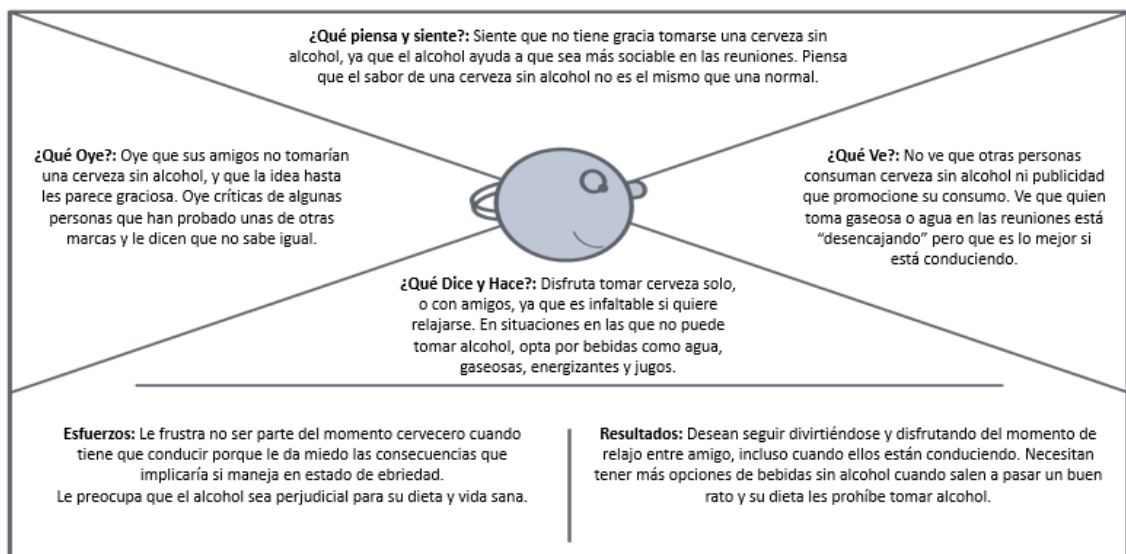 ¿Qué piensa y siente?: Siente que no tiene gracia tomarse una cerveza sin
alcohol, ya que el alcohol ayuda a que sea más sociable en las reuniones. Piensa
que el sabor de una cerveza sin alcohol no es el mismo que una normal.
¿Qué Oye?: Oye que sus amigos no tomarían
una cerveza sin alcohol, y que la idea hasta
les parece graciosa. Oye críticas de algunas
personas que han probado unas de otras
marcas y le dicen que no sabe igual.
¿Qué Ve?: No ve que otras personas
consuman cerveza sin alcohol ni publicidad
que promocione su consumo. Ve que quien
toma gaseosa o agua en las reuniones está
“desencajando” pero que es lo mejor si
está conduciendo.
¿Qué Dice y Hace?: Disfruta tomar cerveza solo,
o con amigos, ya que es infaltable si quiere
relajarse. En situaciones en las que no puede
tomar alcohol, opta por bebidas como agua,
gaseosas, energizantes y jugos.
Esfuerzos: Le frustra no ser parte del momento cervecero cuando
tiene que conducir porque le da miedo las consecuencias que
implicaría si maneja en estado de ebriedad.
Le preocupa que el alcohol sea perjudicial para su dieta y vida sana.
Resultados: Desean seguir divirtiéndose y disfrutando del momento de
relajo entre amigo, incluso cuando ellos están conduciendo. Necesitan
tener más opciones de bebidas sin alcohol cuando salen a pasar un buen
rato y su dieta les prohíbe tomar alcohol.